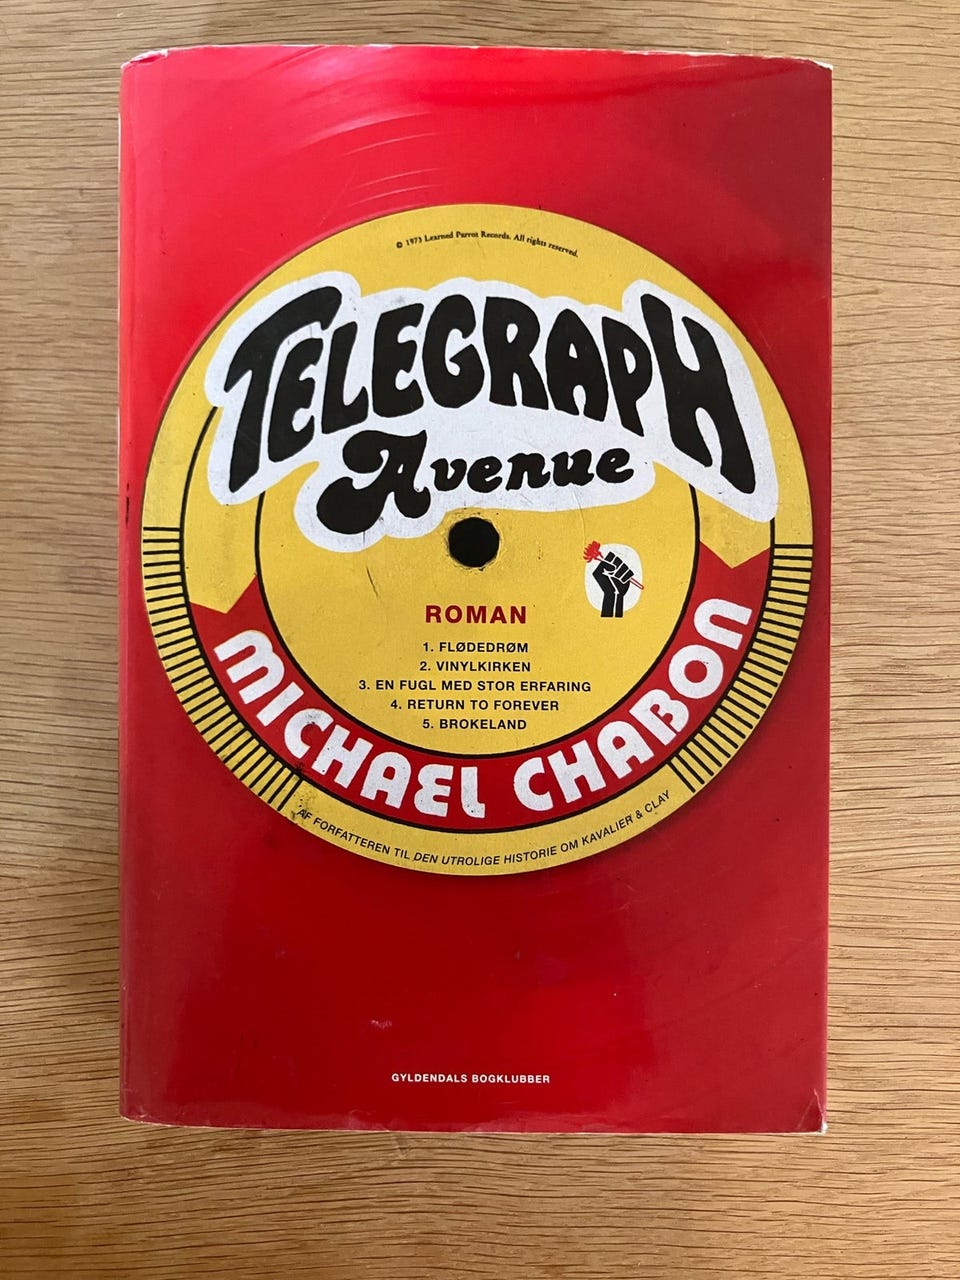 © 1973 Learned Parrot Records. All rights reserved.
TELEGRAPH
Avenue
ROMAN
1. FLØDEDRØM
2. VINYLKIRKEN
3. EN FUGL MED STOR ERFARING
4. RETURN TO FOREVER
5. BROKELAND
MICHAEL CHABON
AF FORFATTEREN TIL DEN UTROLIGE HISTORIE OM KAVALIER & CLAY
GYLDENDALS BOGKLUBBER